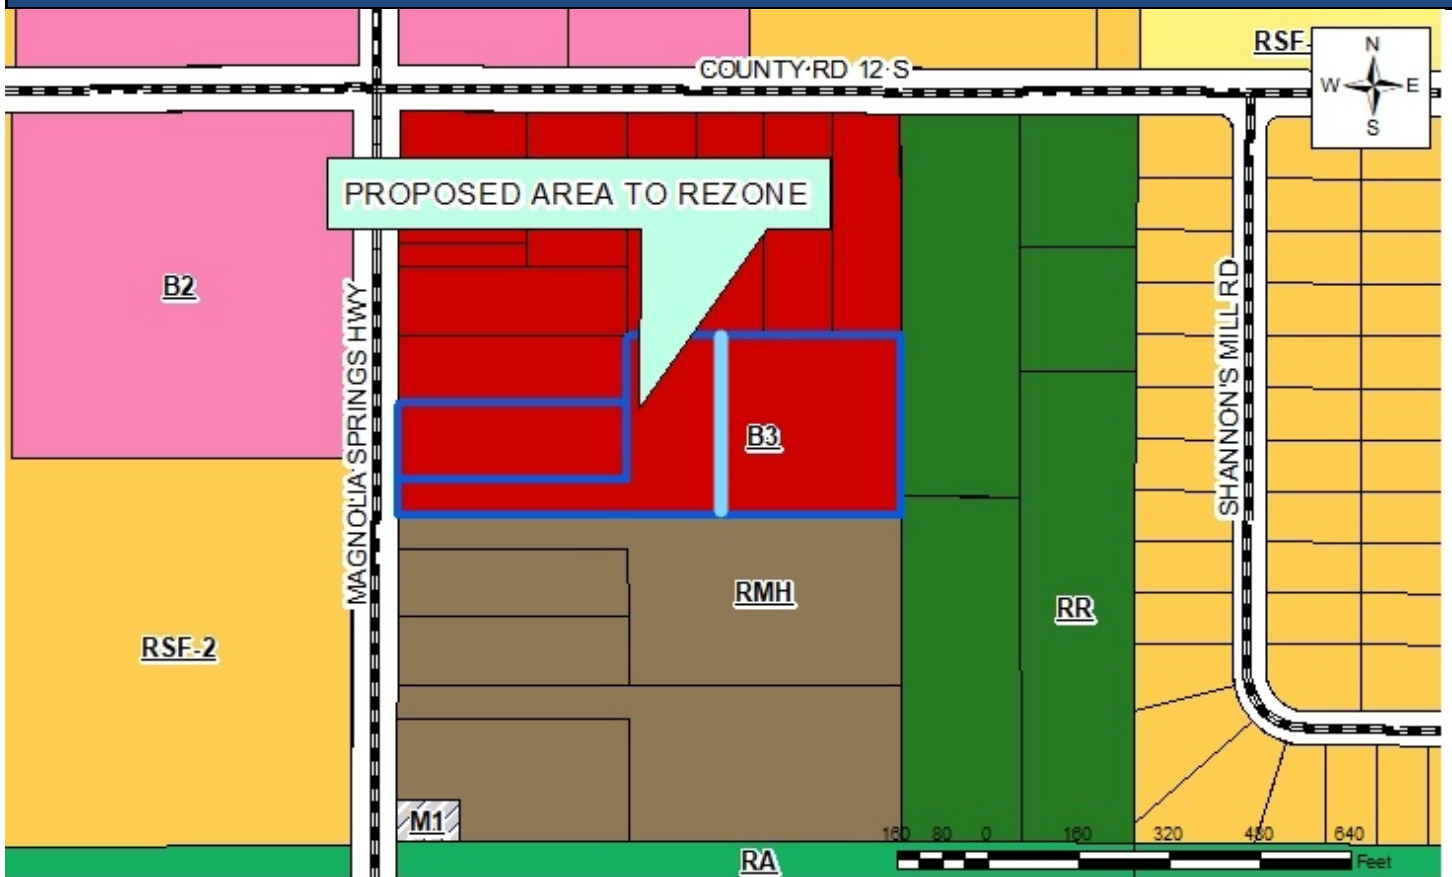 COUNTY RD 12 S
RSF-
N
W E
S
PROPOSED AREA TO REZONE
B2
MAGNOLIA SPRINGS HWY
SHANNON'S MILL RD
B3
RMH
RR
RSF-2
M1
160 80 0 160 320 480 640
Feet
RA